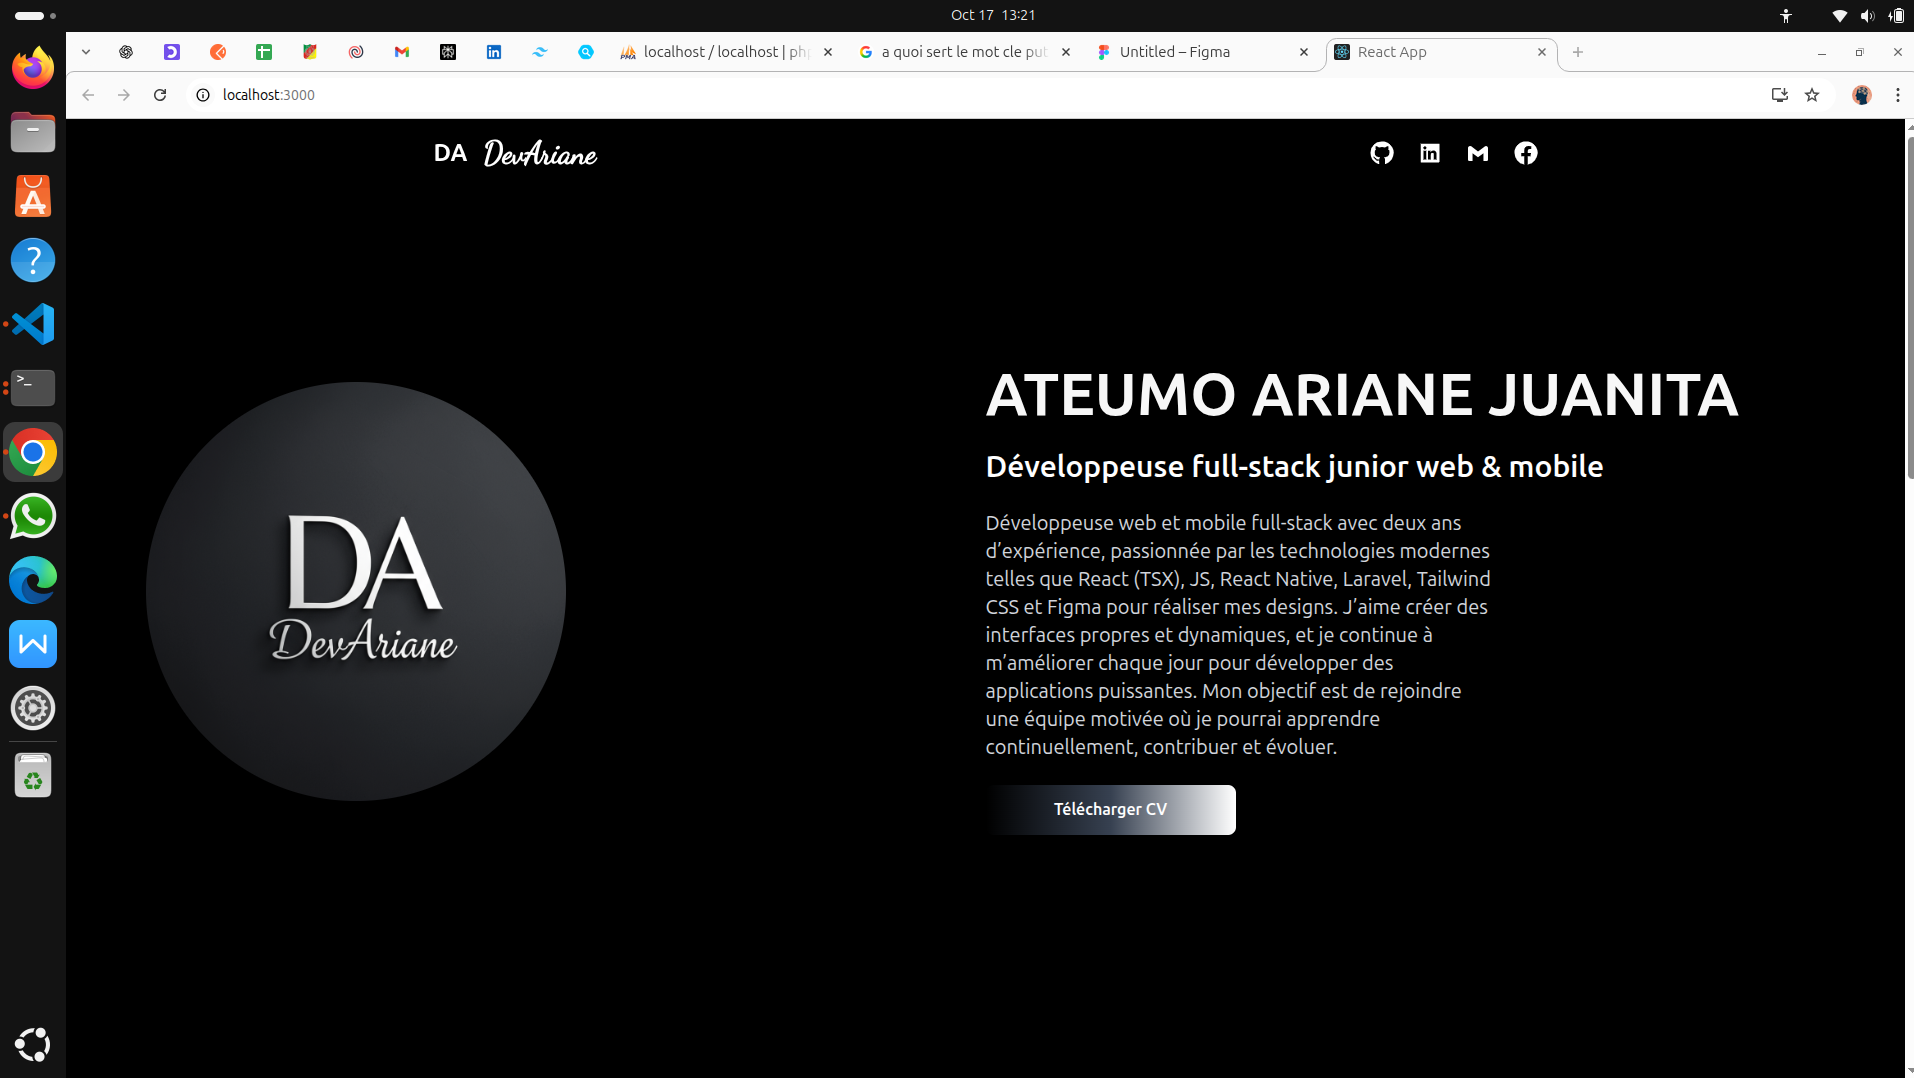 Oct 17 13:21
localhost / localhost | php
a quoi sert le mot cle put
Untitled – Figma
React App
localhost:3000
DA DevAriane
ATEUMO ARIANE JUANITA
Développeuse full-stack junior web & mobile
Développeuse web et mobile full-stack avec deux ans
d’expérience, passionnée par les technologies modernes
telles que React (TSX), JS, React Native, Laravel, Tailwind
CSS et Figma pour réaliser mes designs. J’aime créer des
interfaces propres et dynamiques, et je continue à
m’améliorer chaque jour pour développer des
applications puissantes. Mon objectif est de rejoindre
une équipe motivée où je pourrai apprendre
continuellement, contribuer et évoluer.
Télécharger CV
DA
DevAriane